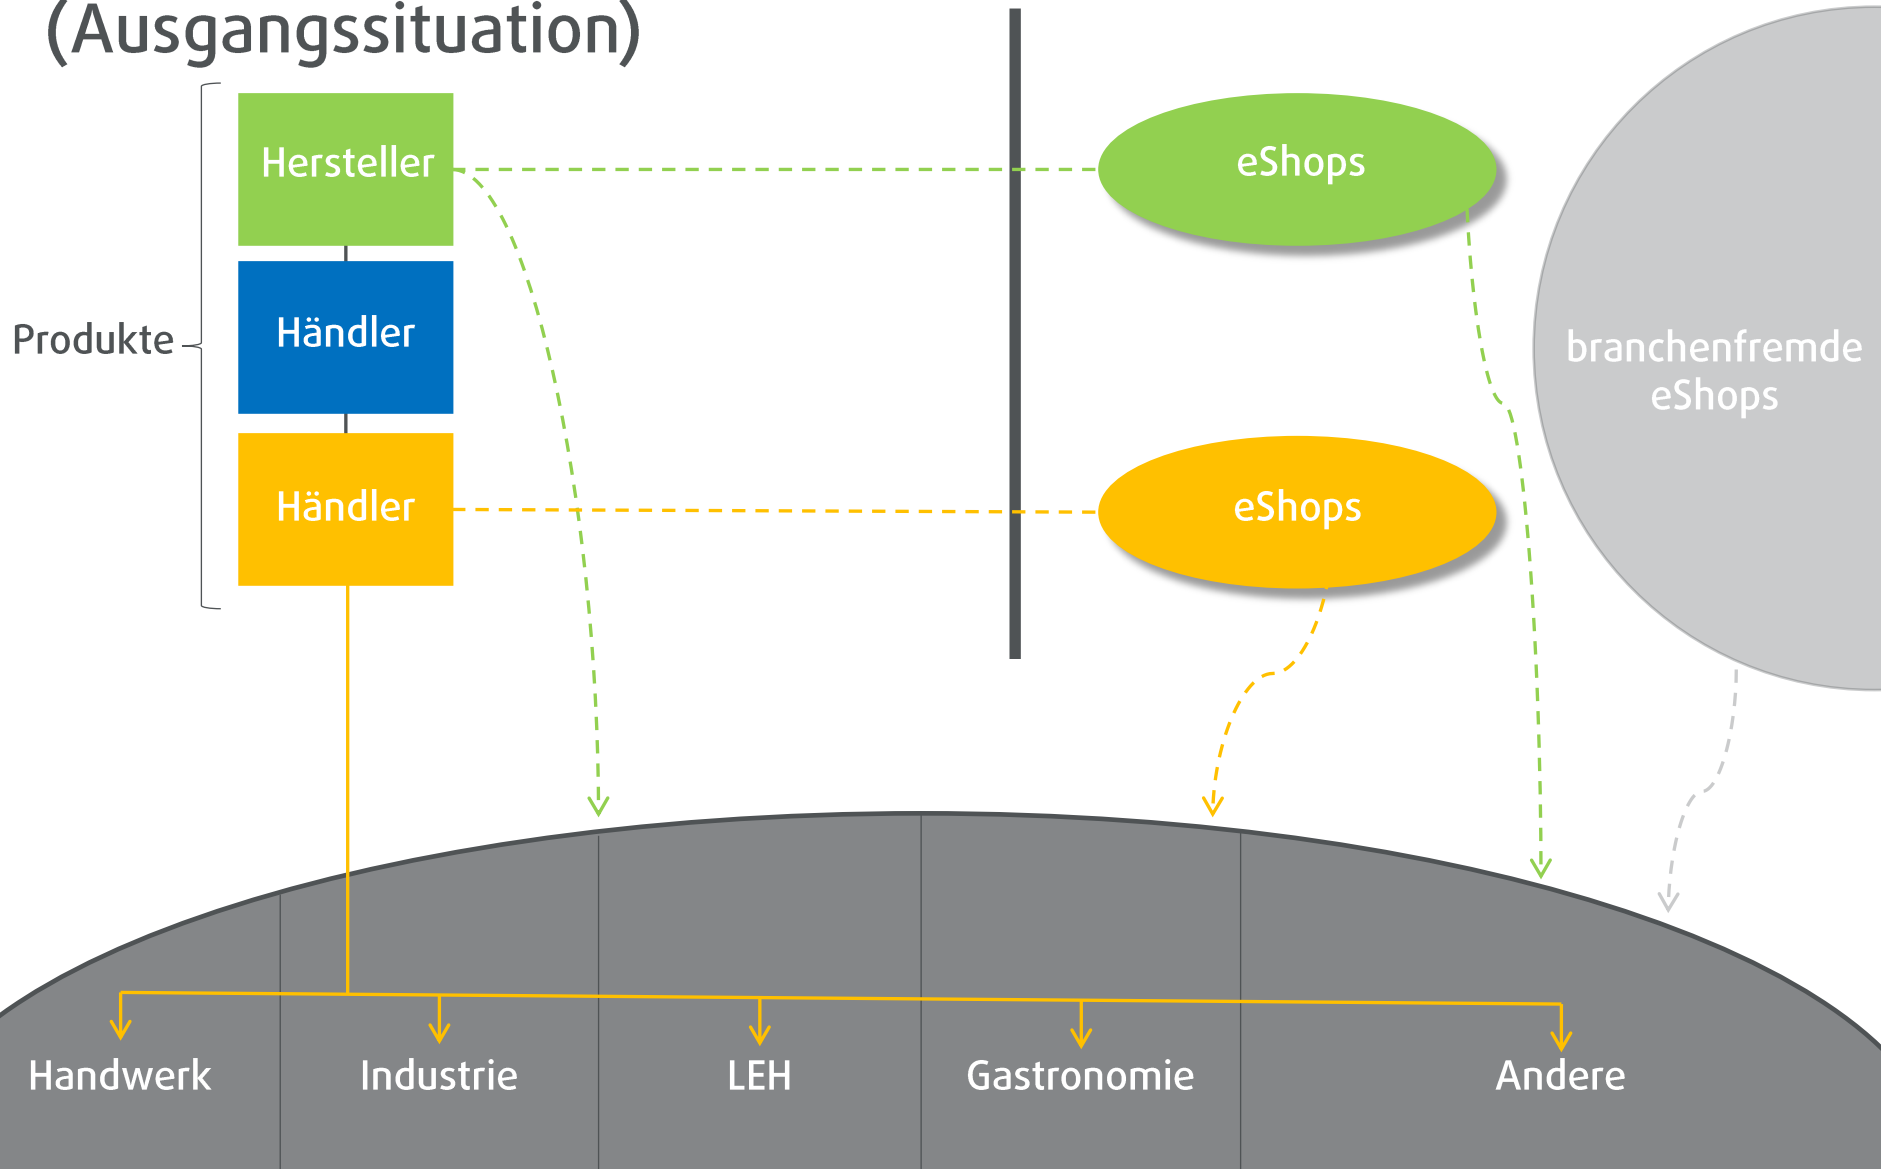 (Ausgangssituation)
Hersteller
eShops
Händler
Produkte
branchenfremde
eShops
Händler
eShops
Handwerk
Industrie
LEH
Gastronomie
Andere